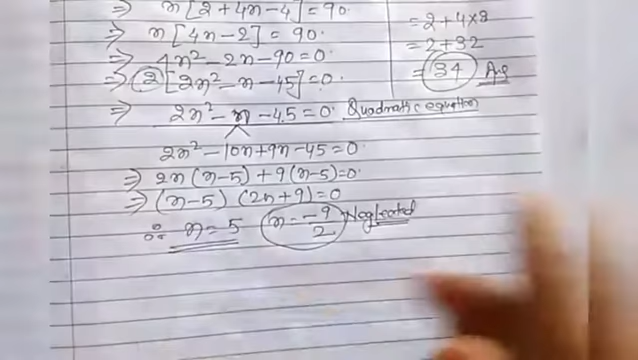 ⇒ n[2+4n-4]=90.
⇒ n[4n-2]=90.
⇒ 4n²-2n-90=0.
⇒ 2[2n²-n-45]=0.
⇒ 2n²-n-45=0. Quadratic equation
2n²-10n+9n-45=0.
⇒ 2n(n-5)+9(n-5)=0.
⇒ (n-5) (2n+9)=0
∴ n=5 n=-9/2 Neglected
=2+4×8
=2+32
=34 Ans